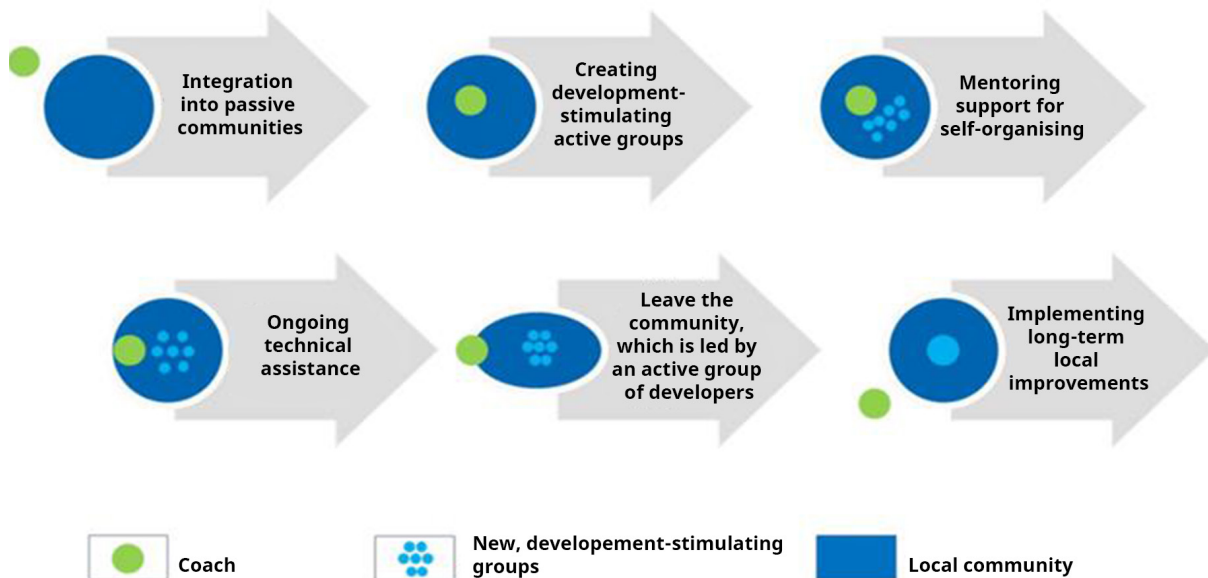 Integration
into passive
communities
Creating
development-
stimulating
active groups
Mentoring
support for
self-organising
Ongoing
technical
assistance
Leave the
community,
which is led by
an active group
of developers
Implementing
long-term
local
improvements
Coach
New, developement-stimulating
groups
Local community